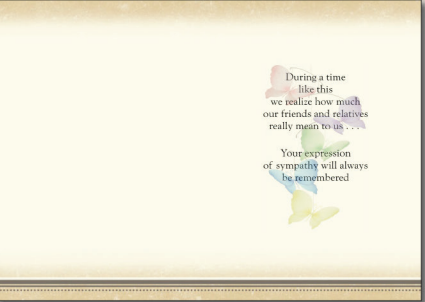 During a time
like this
we realize how much
our friends and relatives
really mean to us . . .
Your expression
of sympathy will always
be remembered